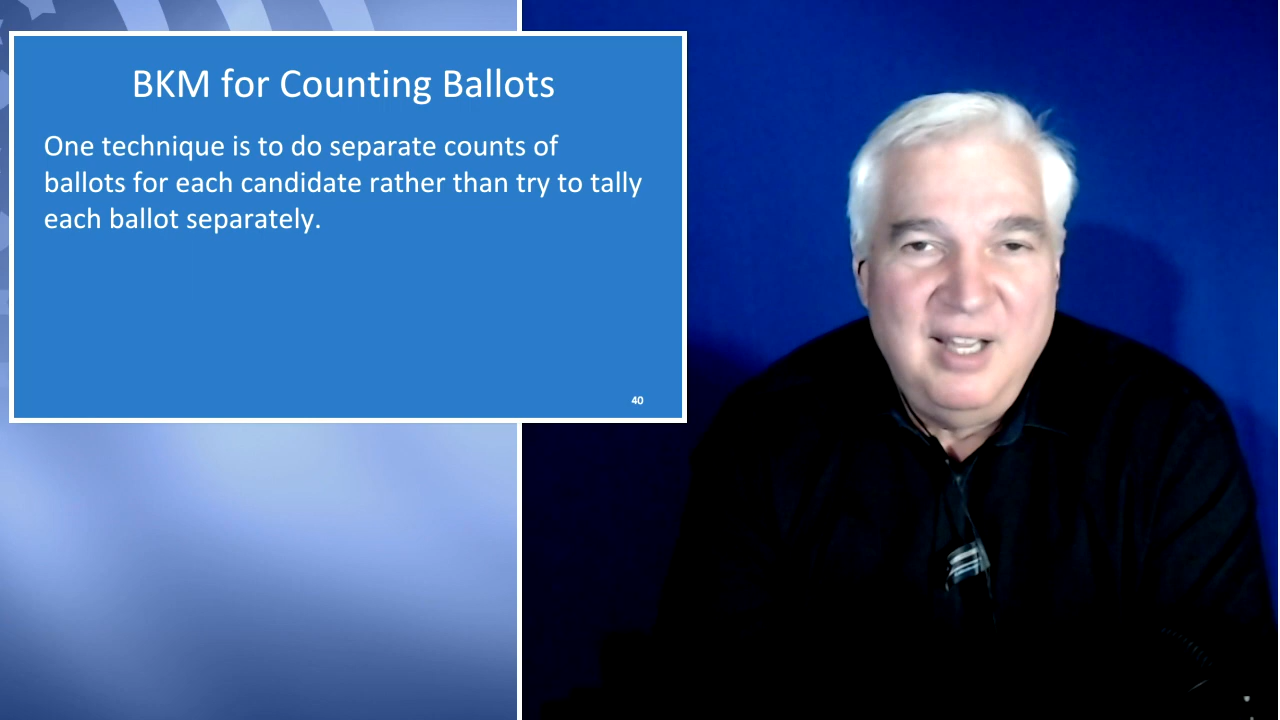 BKM for Counting Ballots
One technique is to do separate counts of
ballots for each candidate rather than try to tally
each ballot separately.
40